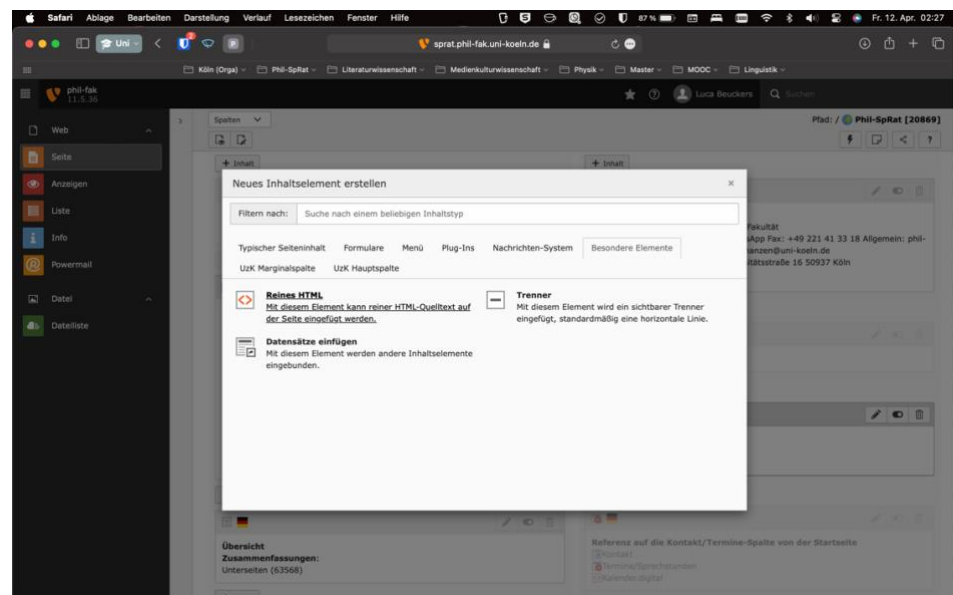 Safari Ablage Bearbeiten Darstellung Verlauf Lesezeichen Fenster Hilfe 87 % Fr. 12. Apr. 02:27
Uni sprat.phil-fak.uni-koeln.de
Köln (Orga) Phil-SpRat Literaturwissenschaft Medienkulturwissenschaft Physik Master MOOC Linguistik
phil-fak
11.5.36
Luca Beuckers Suchen
Web
Seite
Anzeigen
Liste
Info
Powermail
Datei
Dateiliste
Spalten
Pfad: / Phil-SpRat [20869]
+ Inhalt + Inhalt
Neues Inhaltselement erstellen
Filtern nach: Suche nach einem beliebigen Inhaltstyp
Typischer Seiteninhalt Formulare Menü Plug-Ins Nachrichten-System Besondere Elemente
UzK Marginalspalte UzK Hauptspalte
Reines HTML
Mit diesem Element kann reiner HTML-Quelltext auf
der Seite eingefügt werden.
Trenner
Mit diesem Element wird ein sichtbarer Trenner
eingefügt, standardmäßig eine horizontale Linie.
Datensätze einfügen
Mit diesem Element werden andere Inhaltselemente
eingebunden.
Fakultät
App Fax: +49 221 41 33 18 Allgemein: phil-
anzen@uni-koeln.de
itätsstraße 16 50937 Köln
Übersicht
Zusammenfassungen:
Unterseiten (63568)
Referenz auf die Kontakt/Termine-Spalte von der Startseite
Kontakt
Termine/Sprechstunden
Kalender.digital